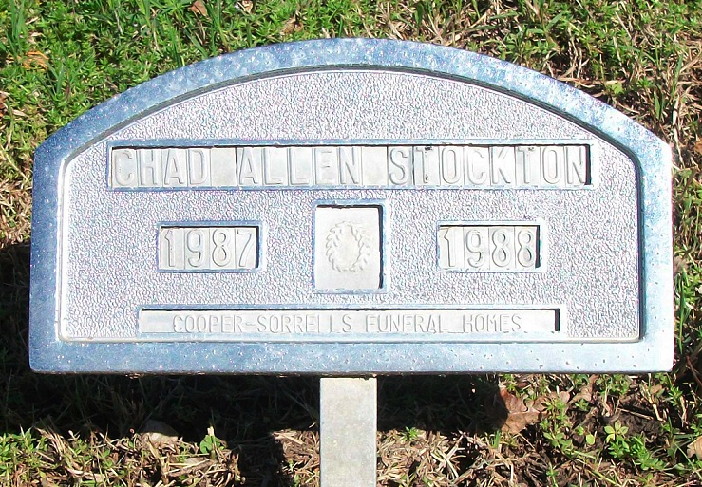 CHAD ALLEN STOCKTON
1987 1988
COOPER-SORRELLS FUNERAL HOMES